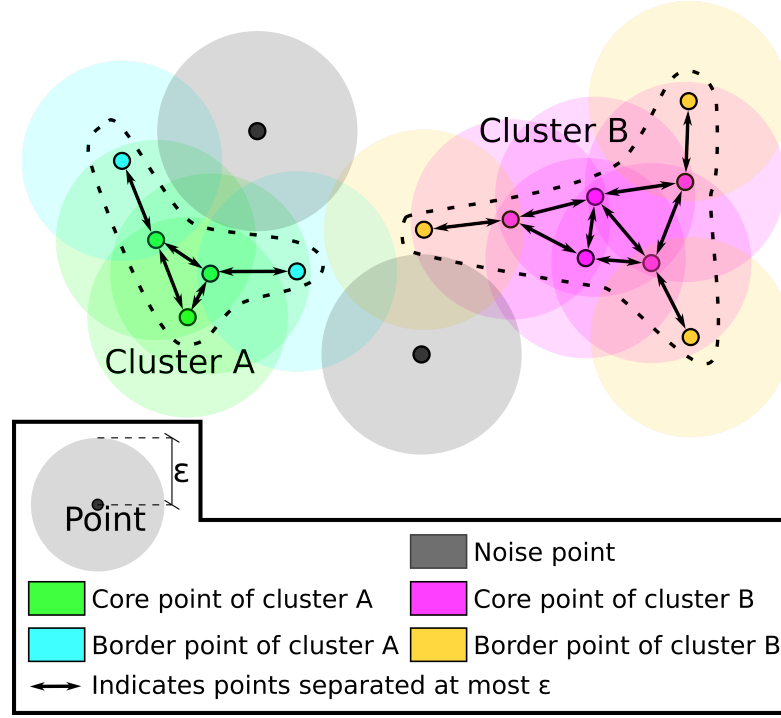 Cluster B
Cluster A
ε
Point
Noise point
Core point of cluster A
Core point of cluster B
Border point of cluster A
Border point of cluster B
Indicates points separated at most ε